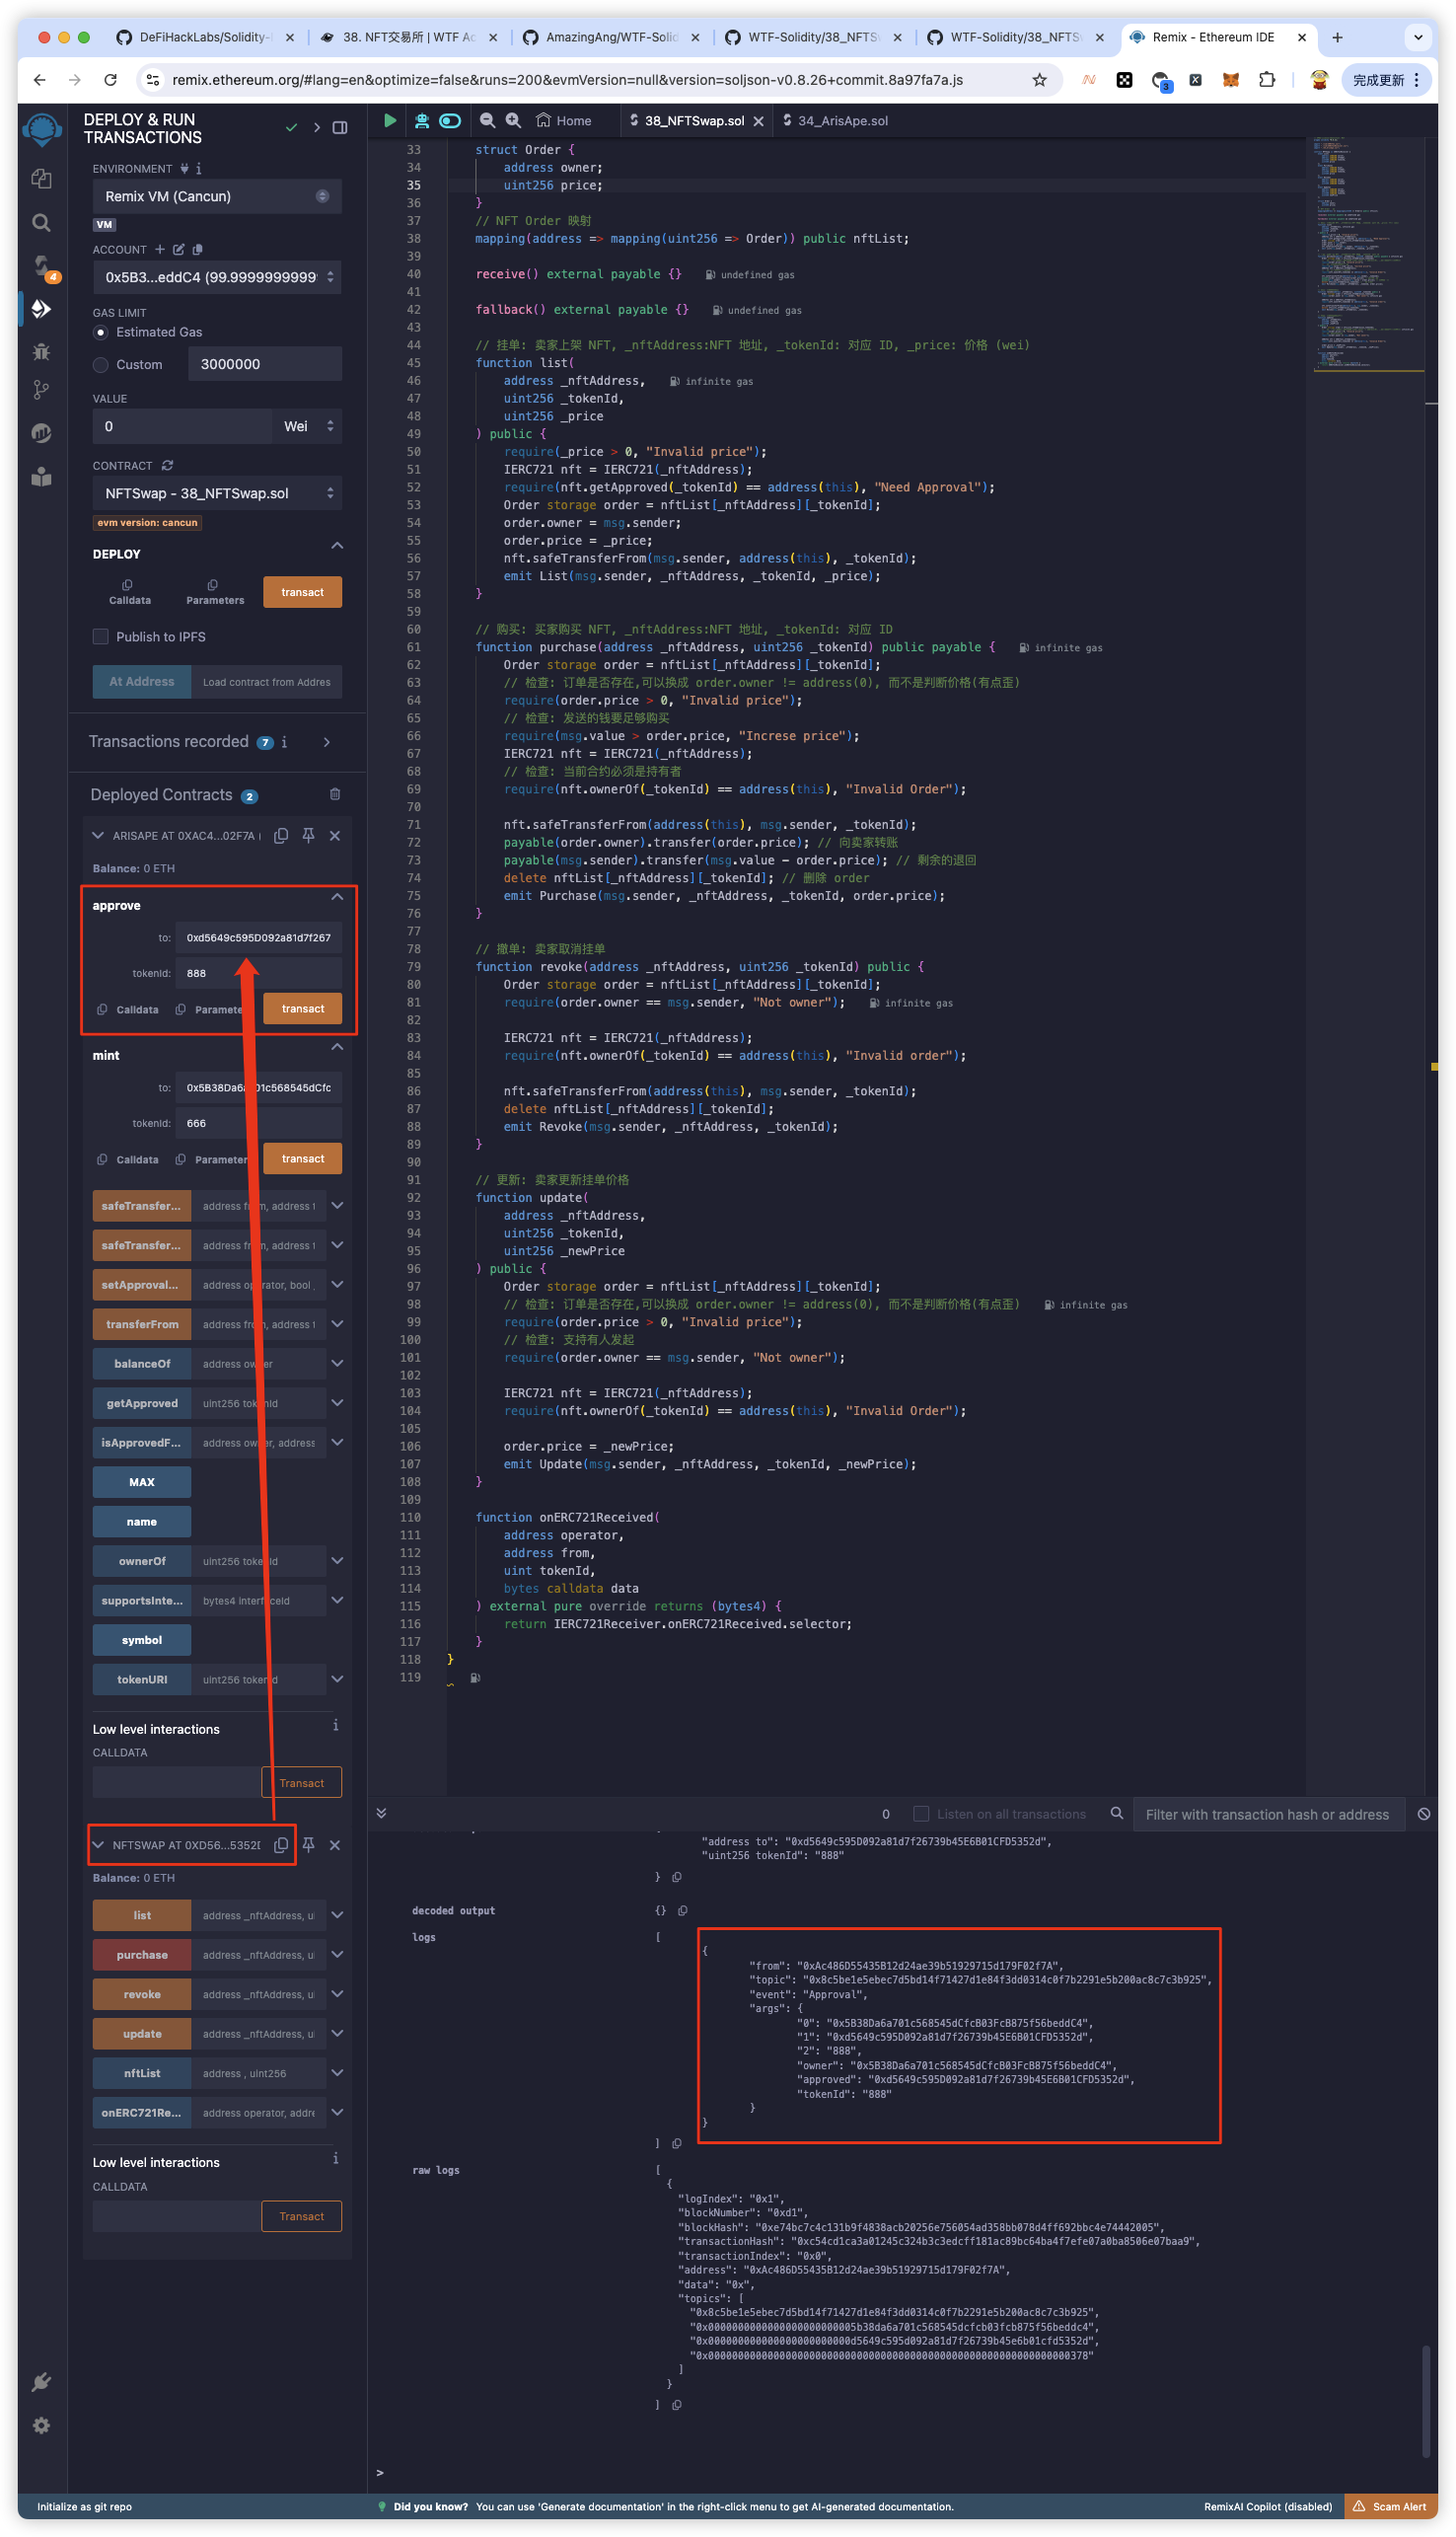 DeFiHackLabs/Solidity-
38. NFT交易所 | WTF Ac
AmazingAng/WTF-Solid
WTF-Solidity/38_NFTSw
WTF-Solidity/38_NFTSw
Remix - Ethereum IDE
remix.ethereum.org/#lang=en&optimize=false&runs=200&evmVersion=null&version=soljson-v0.8.26+commit.8a97fa7a.js
3
完成更新
DEPLOY & RUN
TRANSACTIONS
ENVIRONMENT
Remix VM (Cancun)
VM
ACCOUNT
0x5B3...eddC4 (99.9999999999
GAS LIMIT
Estimated Gas
Custom
3000000
VALUE
0
Wei
CONTRACT
NFTSwap - 38_NFTSwap.sol
evm version: cancun
DEPLOY
Calldata
Parameters
transact
Publish to IPFS
At Address
Load contract from Addres
Transactions recorded 7 i
Deployed Contracts 2
ARISAPE AT 0XAC4...02F7A (
Balance: 0 ETH
approve
to: 0xd5649c595D092a81d7f267
tokenId: 888
Calldata
Paramete
transact
mint
to: 0x5B38Da6a701c568545dCfc
tokenId: 666
Calldata
Parameter
transact
safeTransfer... address from, address t
safeTransfer... address from, address t
setApproval... address operator, bool
transferFrom address from, address t
balanceOf address owner
getApproved uint256 tokenId
isApprovedF... address owner, address
MAX
name
ownerOf uint256 tokenId
supportsInte... bytes4 interfaceId
symbol
tokenURI uint256 tokenId
Low level interactions
CALLDATA
Transact
NFTSWAP AT 0XD56...5352D
Balance: 0 ETH
list address _nftAddress, ui
purchase address _nftAddress, ui
revoke address _nftAddress, ui
update address _nftAddress, ui
nftList address , uint256
onERC721Re... address operator, addre
Low level interactions
CALLDATA
Transact
4
Home
38_NFTSwap.sol
34_ArisApe.sol
33 struct Order {
34 address owner;
35 uint256 price;
36 }
37 // NFT Order 映射
38 mapping(address => mapping(uint256 => Order)) public nftList;
39
40 receive() external payable {} undefined gas
41
42 fallback() external payable {} undefined gas
43
44 // 挂单: 卖家上架 NFT, _nftAddress:NFT 地址, _tokenId: 对应 ID, _price: 价格 (wei)
45 function list(
46 address _nftAddress, infinite gas
47 uint256 _tokenId,
48 uint256 _price
49 ) public {
50 require(_price > 0, "Invalid price");
51 IERC721 nft = IERC721(_nftAddress);
52 require(nft.getApproved(_tokenId) == address(this), "Need Approval");
53 Order storage order = nftList[_nftAddress][_tokenId];
54 order.owner = msg.sender;
55 order.price = _price;
56 nft.safeTransferFrom(msg.sender, address(this), _tokenId);
57 emit List(msg.sender, _nftAddress, _tokenId, _price);
58 }
59
60 // 购买: 买家购买 NFT, _nftAddress:NFT 地址, _tokenId: 对应 ID
61 function purchase(address _nftAddress, uint256 _tokenId) public payable { infinite gas
62 Order storage order = nftList[_nftAddress][_tokenId];
63 // 检查: 订单是否存在,可以换成 order.owner != address(0), 而不是判断价格(有点歪)
64 require(order.price > 0, "Invalid price");
65 // 检查: 发送的钱要足够购买
66 require(msg.value > order.price, "Increse price");
67 IERC721 nft = IERC721(_nftAddress);
68 // 检查: 当前合约必须是持有者
69 require(nft.ownerOf(_tokenId) == address(this), "Invalid Order");
70
71 nft.safeTransferFrom(address(this), msg.sender, _tokenId);
72 payable(order.owner).transfer(order.price); // 向卖家转账
73 payable(msg.sender).transfer(msg.value - order.price); // 剩余的退回
74 delete nftList[_nftAddress][_tokenId]; // 删除 order
75 emit Purchase(msg.sender, _nftAddress, _tokenId, order.price);
76 }
77
78 // 撤单: 卖家取消挂单
79 function revoke(address _nftAddress, uint256 _tokenId) public {
80 Order storage order = nftList[_nftAddress][_tokenId];
81 require(order.owner == msg.sender, "Not owner"); infinite gas
82
83 IERC721 nft = IERC721(_nftAddress);
84 require(nft.ownerOf(_tokenId) == address(this), "Invalid order");
85
86 nft.safeTransferFrom(address(this), msg.sender, _tokenId);
87 delete nftList[_nftAddress][_tokenId];
88 emit Revoke(msg.sender, _nftAddress, _tokenId);
89 }
90
91 // 更新: 卖家更新挂单价格
92 function update(
93 address _nftAddress,
94 uint256 _tokenId,
95 uint256 _newPrice
96 ) public {
97 Order storage order = nftList[_nftAddress][_tokenId];
98 // 检查: 订单是否存在,可以换成 order.owner != address(0), 而不是判断价格(有点歪) infinite gas
99 require(order.price > 0, "Invalid price");
100 // 检查: 支持有人发起
101 require(order.owner == msg.sender, "Not owner");
102
103 IERC721 nft = IERC721(_nftAddress);
104 require(nft.ownerOf(_tokenId) == address(this), "Invalid Order");
105
106 order.price = _newPrice;
107 emit Update(msg.sender, _nftAddress, _tokenId, _newPrice);
108 }
109
110 function onERC721Received(
111 address operator,
112 address from,
113 uint tokenId,
114 bytes calldata data
115 ) external pure override returns (bytes4) {
116 return IERC721Receiver.onERC721Received.selector;
117 }
118 }
119
0
Listen on all transactions
Filter with transaction hash or address
"address to": "0xd5649c595D092a81d7f26739b45E6B01CFD5352d",
"uint256 tokenId": "888"
}
decoded output {}
logs [
{
"from": "0xAc486D55435B12d24ae39b51929715d179F02f7A",
"topic": "0x8c5be1e5ebec7d5bd14f71427d1e84f3dd0314c0f7b2291e5b200ac8c7c3b925",
"event": "Approval",
"args": {
"0": "0x5B38Da6a701c568545dCfcB03FcB875f56beddC4",
"1": "0xd5649c595D092a81d7f26739b45E6B01CFD5352d",
"2": "888",
"owner": "0x5B38Da6a701c568545dCfcB03FcB875f56beddC4",
"approved": "0xd5649c595D092a81d7f26739b45E6B01CFD5352d",
"tokenId": "888"
}
}
]
raw logs [
{
"logIndex": "0x1",
"blockNumber": "0xd1",
"blockHash": "0xe74bc7c4c131b9f4838acb20256e756054ad358bb078d4ff692bbc4e74442005",
"transactionHash": "0xc54cd1ca3a01245c324b3c3edcff181ac89bc64ba4f7efe07a0ba8506e07baa9",
"transactionIndex": "0x0",
"address": "0xAc486D55435B12d24ae39b51929715d179F02f7A",
"data": "0x",
"topics": [
"0x8c5be1e5ebec7d5bd14f71427d1e84f3dd0314c0f7b2291e5b200ac8c7c3b925",
"0x0000000000000000000000005b38da6a701c568545dcfcb03fcb875f56beddc4",
"0x000000000000000000000000d5649c595d092a81d7f26739b45e6b01cfd5352d",
"0x0000000000000000000000000000000000000000000000000000000000000378"
]
}
]
>
Initialize as git repo
Did you know? You can use 'Generate documentation' in the right-click menu to get AI-generated documentation.
RemixAI Copilot (disabled)
Scam Alert